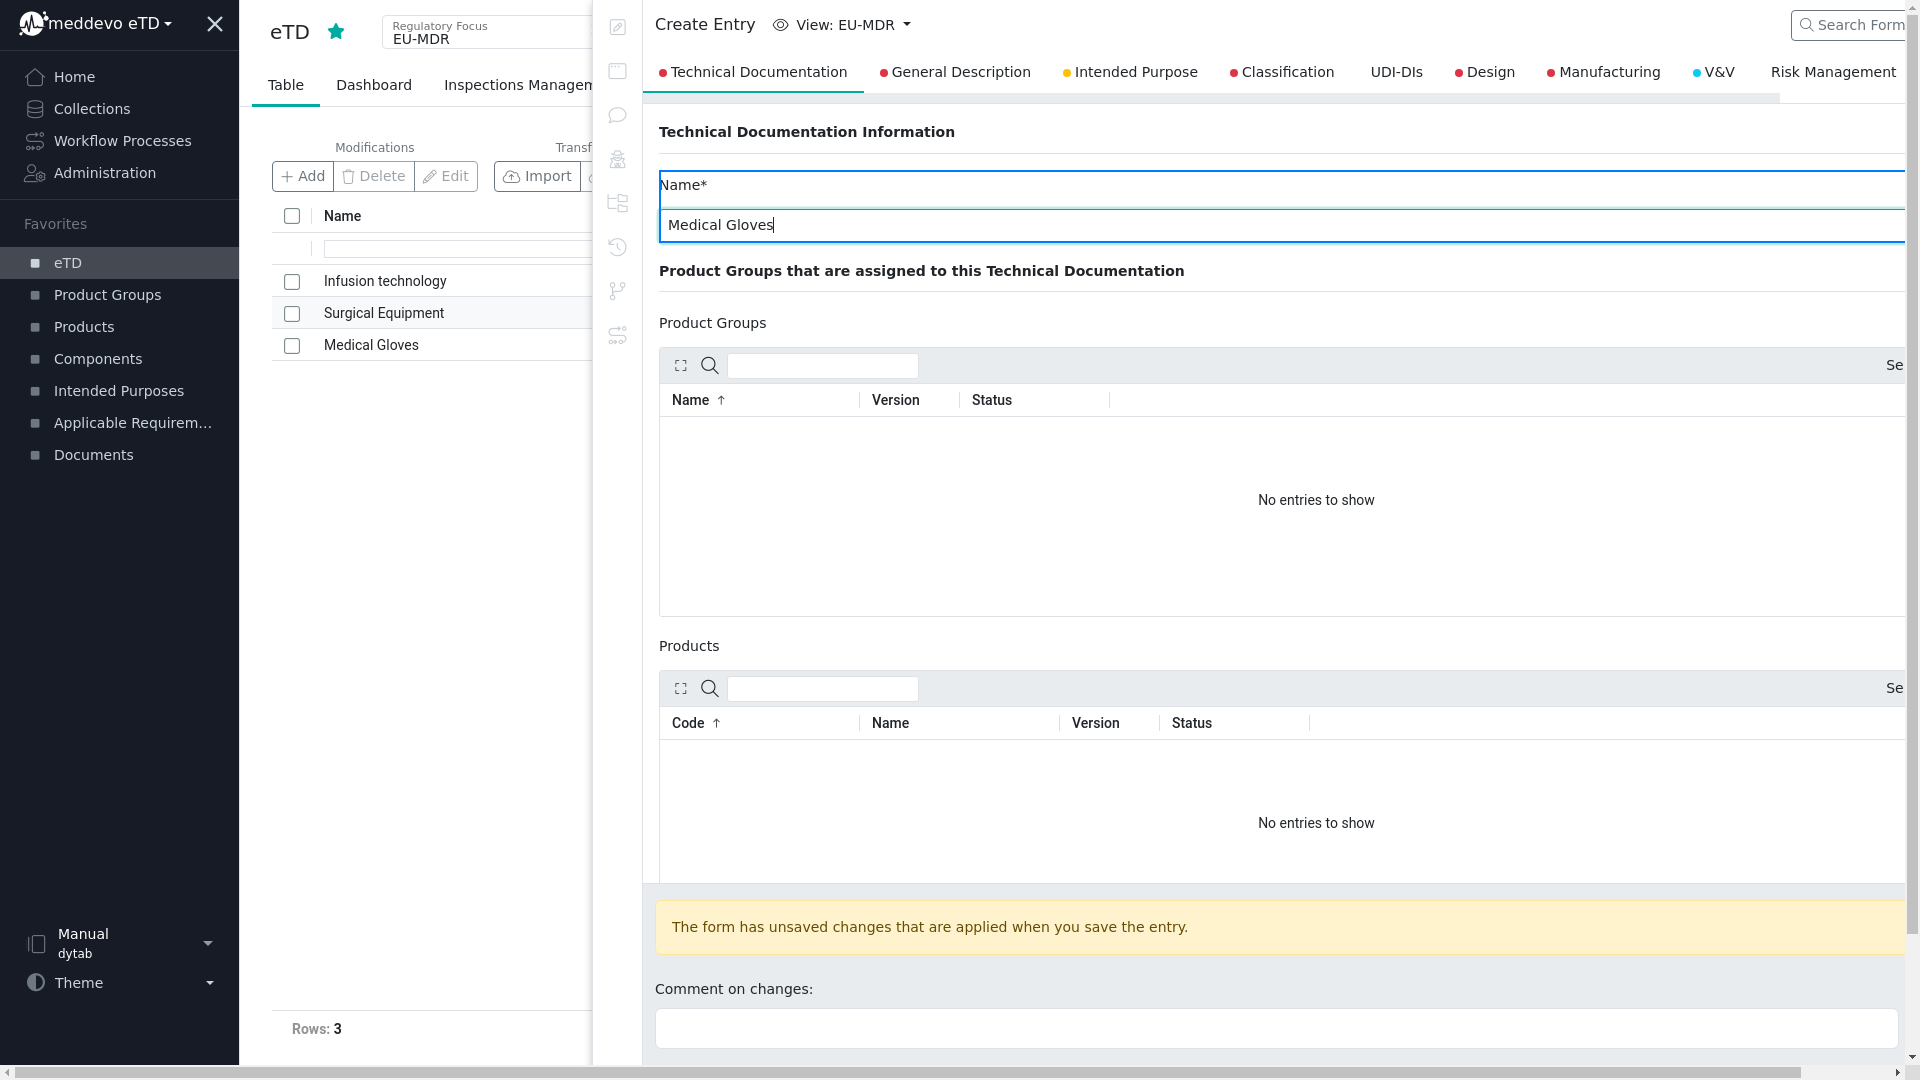 meddevo eTD
Home
Collections
Workflow Processes
Administration
Favorites
eTD
Product Groups
Products
Components
Intended Purposes
Applicable Requirem...
Documents
Manual
dytab
Theme
eTD
Regulatory Focus
EU-MDR
Table
Dashboard
Inspections Managem
Modifications
Transf
Add
Delete
Edit
Import
Name
Infusion technology
Surgical Equipment
Medical Gloves
Rows: 3
Create Entry
View: EU-MDR
Search Form
Technical Documentation
General Description
Intended Purpose
Classification
UDI-DIs
Design
Manufacturing
V&V
Risk Management
Technical Documentation Information
Name*
Medical Gloves
Product Groups that are assigned to this Technical Documentation
Product Groups
Se
Name
Version
Status
No entries to show
Products
Se
Code
Name
Version
Status
No entries to show
The form has unsaved changes that are applied when you save the entry.
Comment on changes: